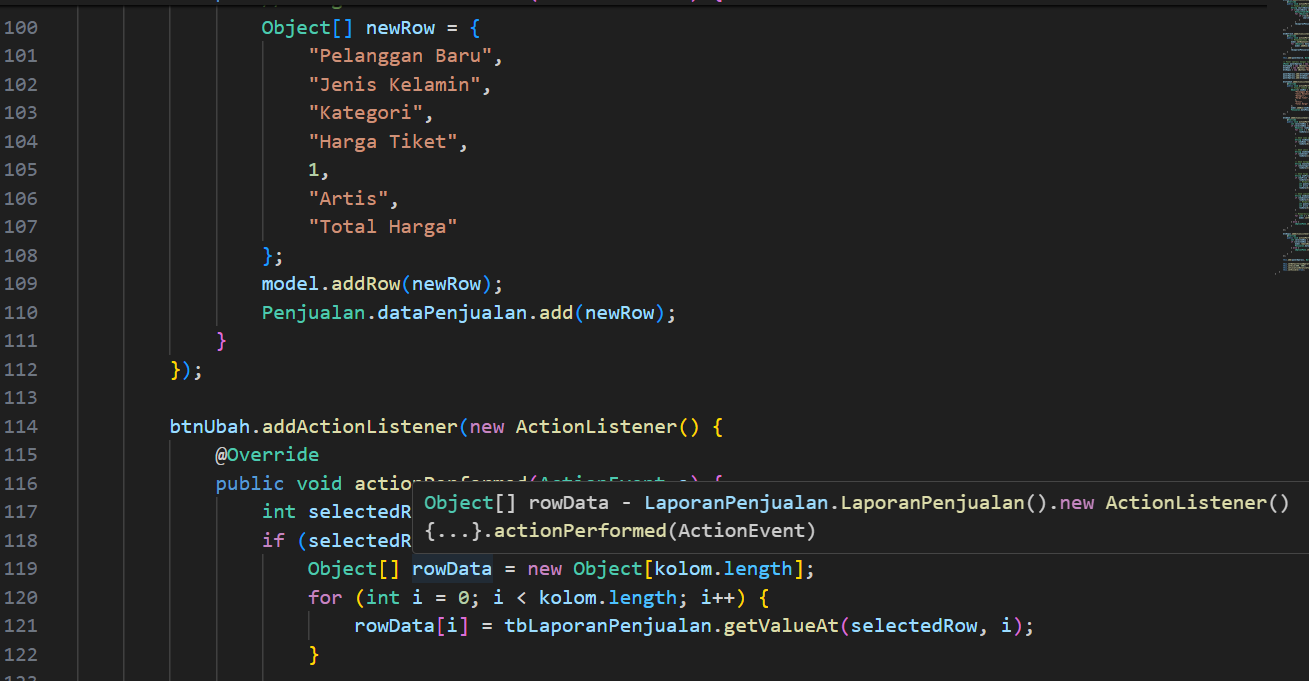 100 Object[] newRow = {
101 "Pelanggan Baru",
102 "Jenis Kelamin",
103 "Kategori",
104 "Harga Tiket",
105 1,
106 "Artis",
107 "Total Harga"
108 };
109 model.addRow(newRow);
110 Penjualan.dataPenjualan.add(newRow);
111 }
112 });
113
114 btnUbah.addActionListener(new ActionListener() {
115 @Override
116 public void actionPerformed(ActionEvent e) {
Object[] rowData - LaporanPenjualan.LaporanPenjualan().new ActionListener()
{...}.actionPerformed(ActionEvent)
117 int selectedR
118 if (selectedR
119 Object[] rowData = new Object[kolom.length];
120 for (int i = 0; i < kolom.length; i++) {
121 rowData[i] = tbLaporanPenjualan.getValueAt(selectedRow, i);
122 }